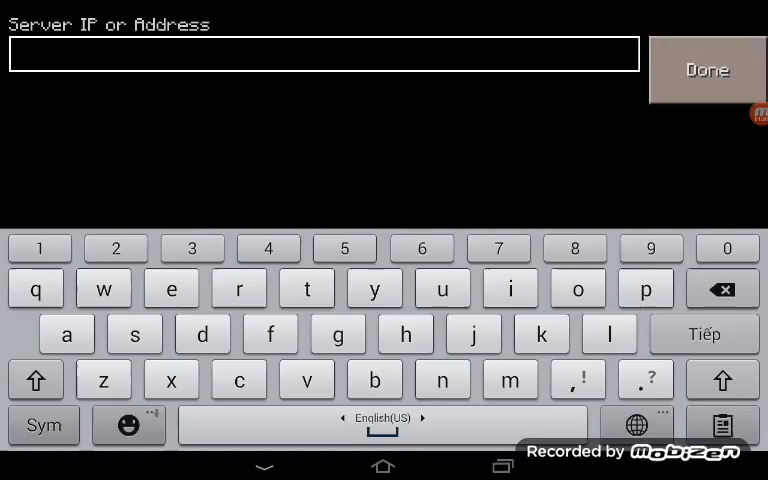 Server IP or Address
Done
1 2 3 4 5 6 7 8 9 0
q w e r t y u i o p
a s d f g h j k l Tiếp
z x c v b n m , ! . ?
Sym English(US)
Recorded by mobizen